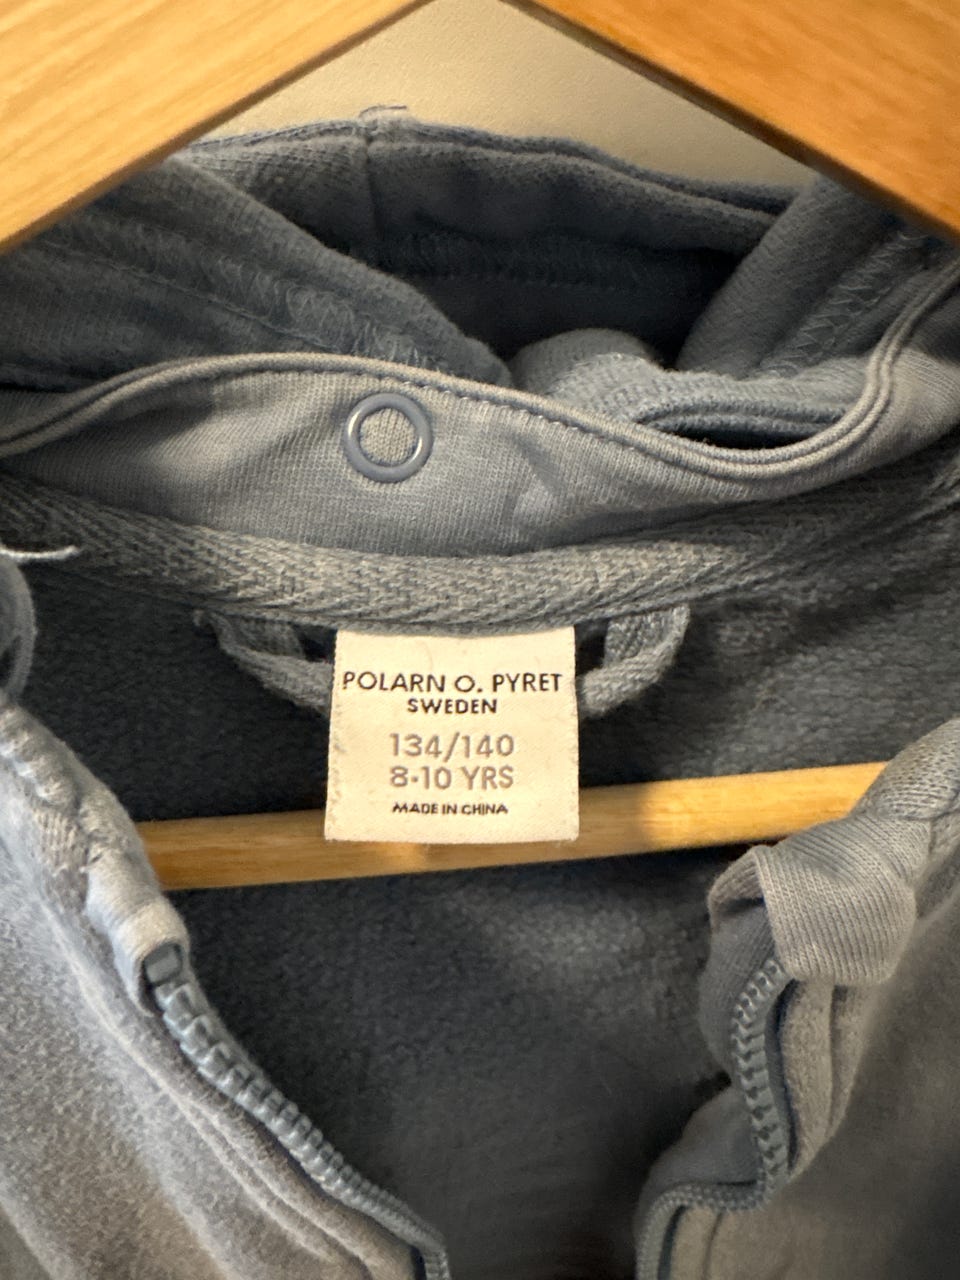 POLARN O. PYRET
SWEDEN
134/140
8-10 YRS
MADE IN CHINA